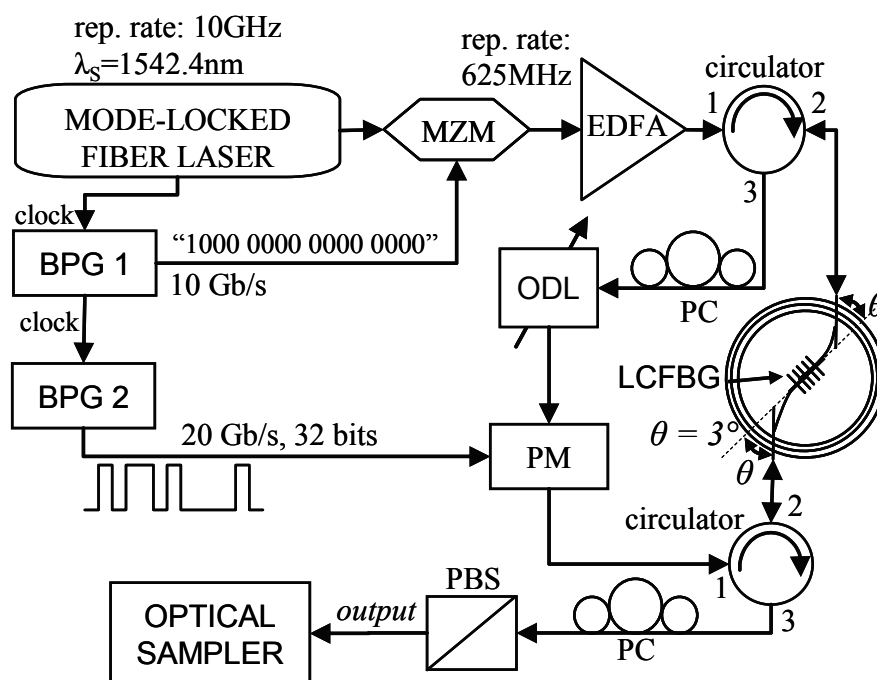 rep. rate: 10GHz
λS=1542.4nm
rep. rate:
625MHz
circulator
MODE-LOCKED
FIBER LASER
MZM
EDFA
1
2
3
clock
BPG 1
"1000 0000 0000 0000"
10 Gb/s
ODL
PC
clock
θ
BPG 2
LCFBG
20 Gb/s, 32 bits
θ = 3°
PM
θ
circulator
2
1
3
PBS
OPTICAL
SAMPLER
output
PC